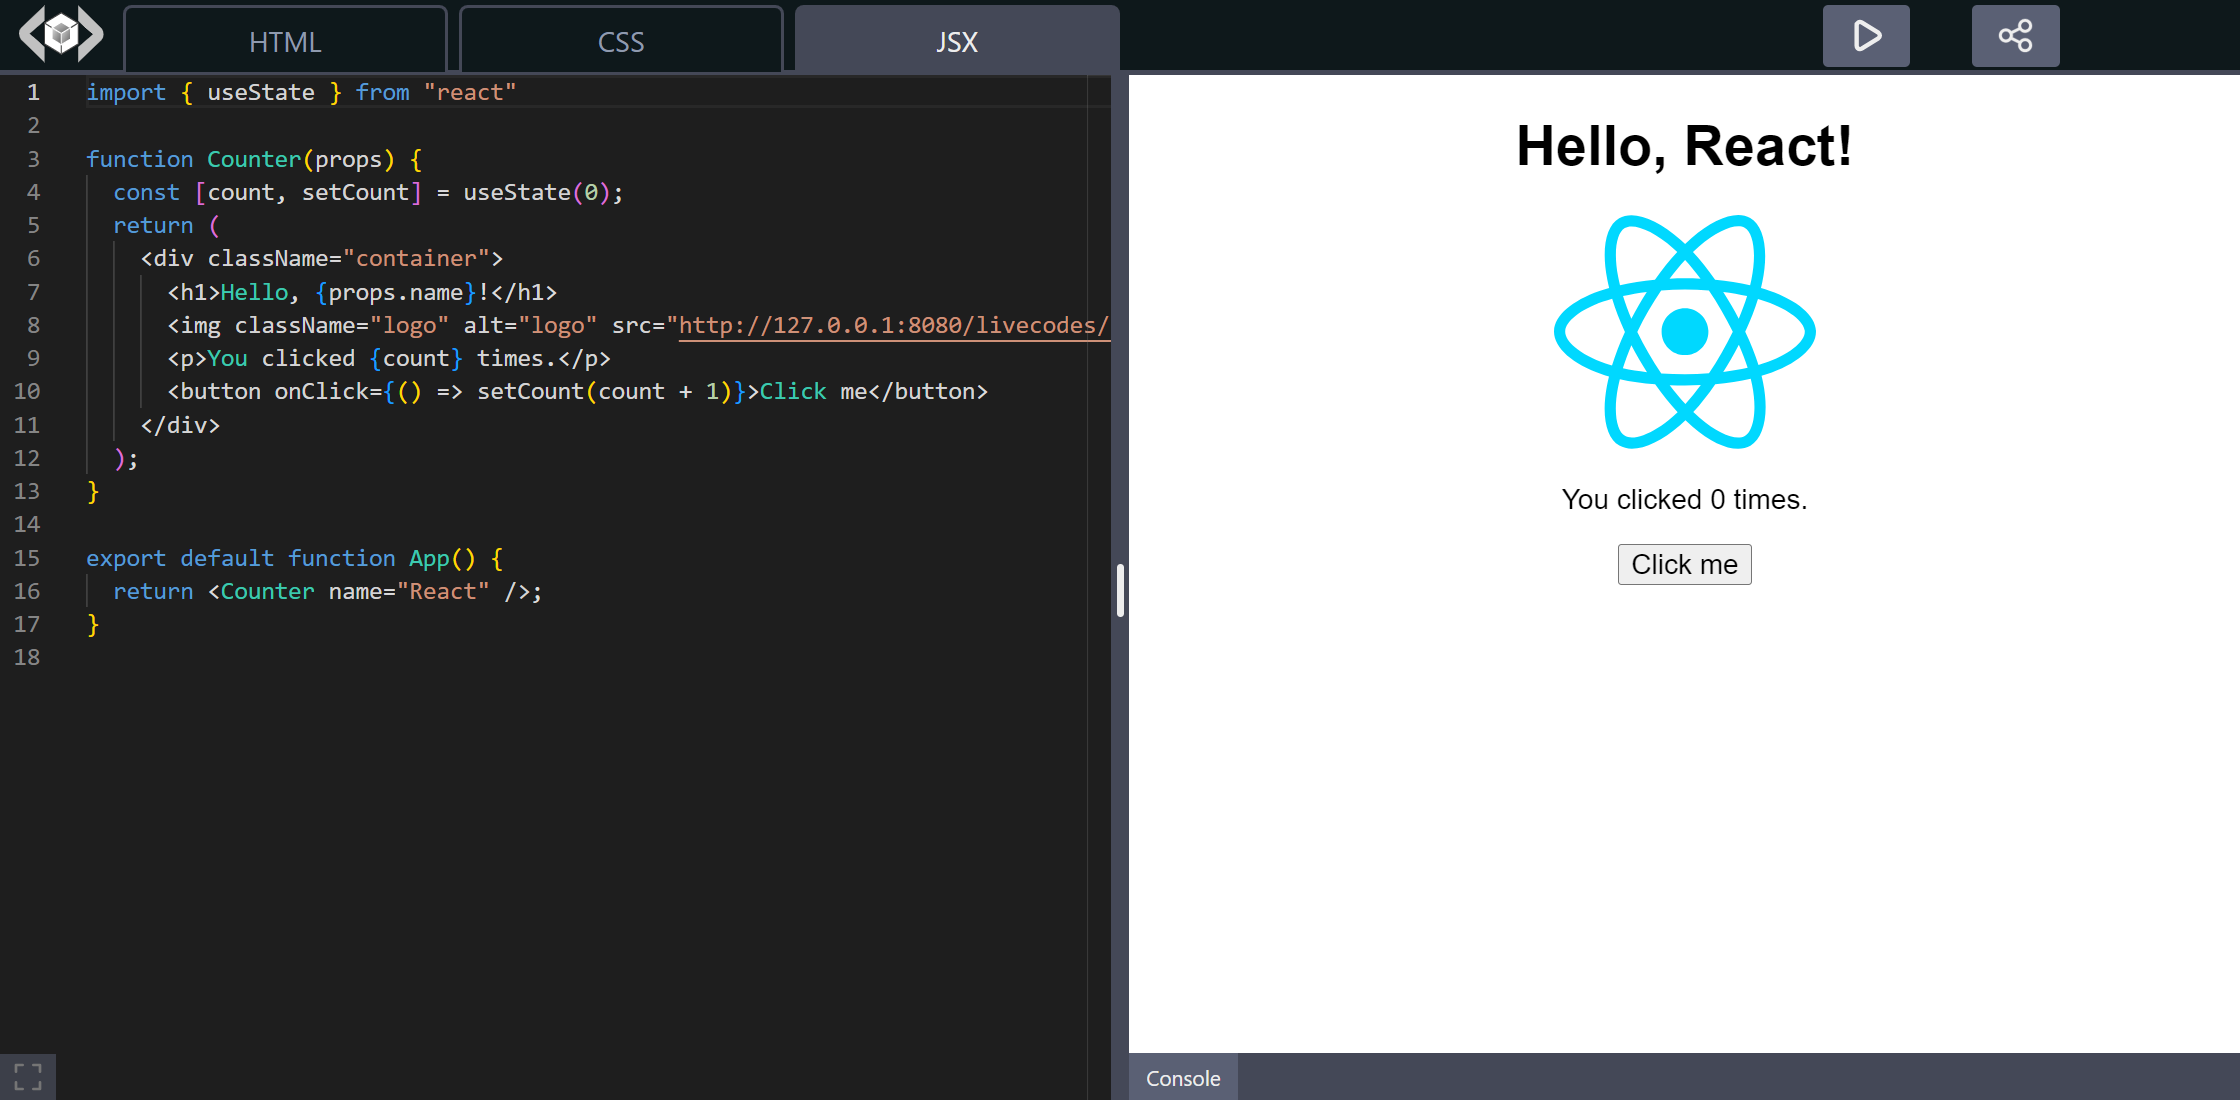 HTML
CSS
JSX
1 import { useState } from "react"
2
3 function Counter(props) {
4 const [count, setCount] = useState(0);
5 return (
6 <div className="container">
7 <h1>Hello, {props.name}!</h1>
8 <img className="logo" alt="logo" src="http://127.0.0.1:8080/livecodes/
9 <p>You clicked {count} times.</p>
10 <button onClick={() => setCount(count + 1)}>Click me</button>
11 </div>
12 );
13 }
14
15 export default function App() {
16 return <Counter name="React" />;
17 }
18
Hello, React!
You clicked 0 times.
Click me
Console